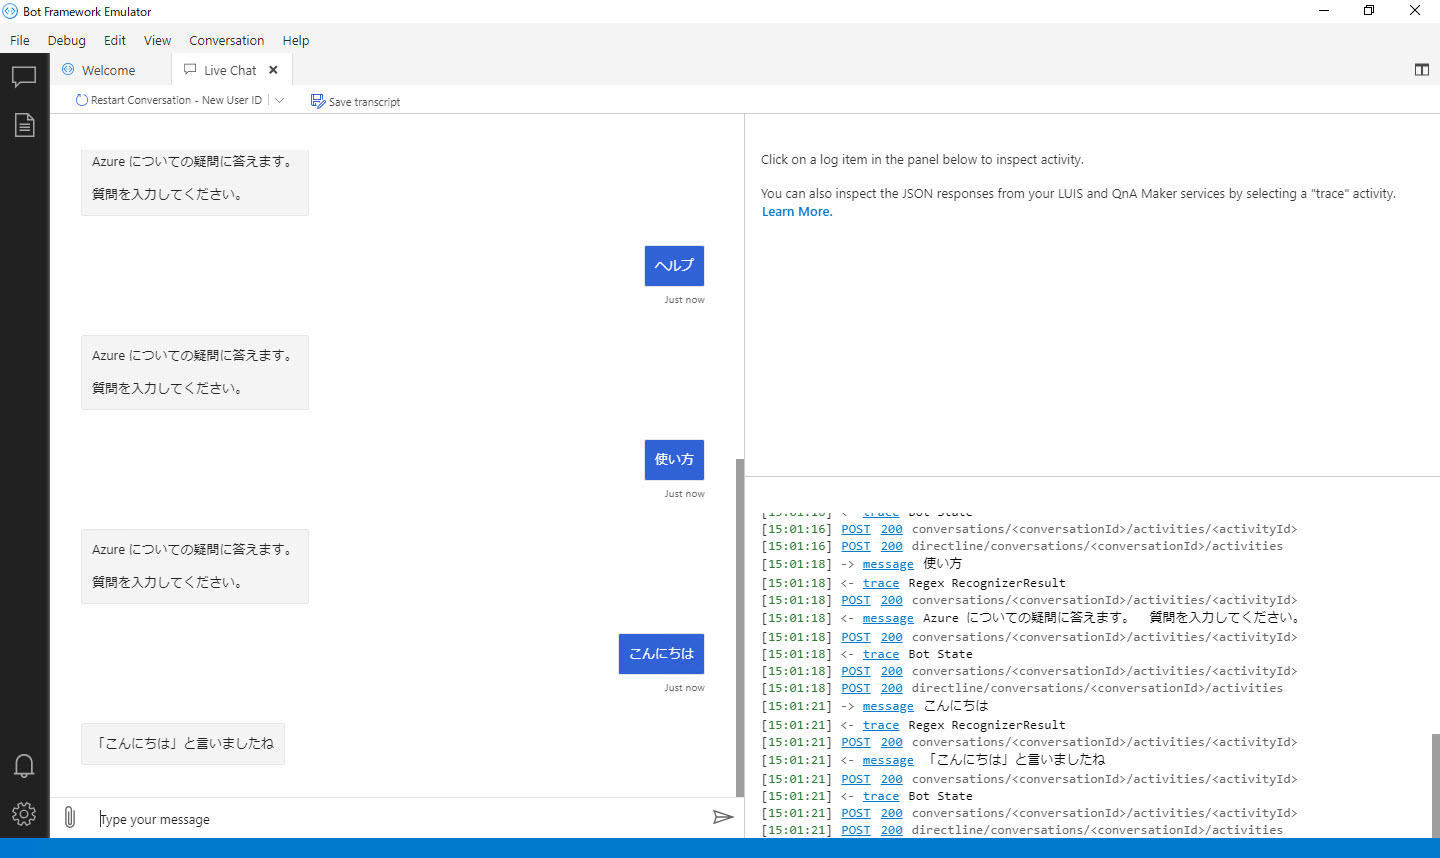 Bot Framework Emulator
File Debug Edit View Conversation Help
Welcome
Live Chat
Restart Conversation - New User ID
Save transcript
Azure についての疑問に答えます。
質問を入力してください。
ヘルプ
Just now
Azure についての疑問に答えます。
質問を入力してください。
使い方
Just now
Azure についての疑問に答えます。
質問を入力してください。
こんにちは
Just now
「こんにちは」と言いましたね
Type your message
Click on a log item in the panel below to inspect activity.
You can also inspect the JSON responses from your LUIS and QnA Maker services by selecting a "trace" activity.
Learn More.
[15:01:16] <- trace Bot State
[15:01:16] POST 200 conversations/<conversationId>/activities/<activityId>
[15:01:16] POST 200 directline/conversations/<conversationId>/activities
[15:01:18] -> message 使い方
[15:01:18] <- trace Regex RecognizerResult
[15:01:18] POST 200 conversations/<conversationId>/activities/<activityId>
[15:01:18] <- message Azure についての疑問に答えます。 質問を入力してください。
[15:01:18] POST 200 conversations/<conversationId>/activities/<activityId>
[15:01:18] <- trace Bot State
[15:01:18] POST 200 conversations/<conversationId>/activities/<activityId>
[15:01:18] POST 200 directline/conversations/<conversationId>/activities
[15:01:21] -> message こんにちは
[15:01:21] <- trace Regex RecognizerResult
[15:01:21] POST 200 conversations/<conversationId>/activities/<activityId>
[15:01:21] <- message 「こんにちは」と言いましたね
[15:01:21] POST 200 conversations/<conversationId>/activities/<activityId>
[15:01:21] <- trace Bot State
[15:01:21] POST 200 conversations/<conversationId>/activities/<activityId>
[15:01:21] POST 200 directline/conversations/<conversationId>/activities